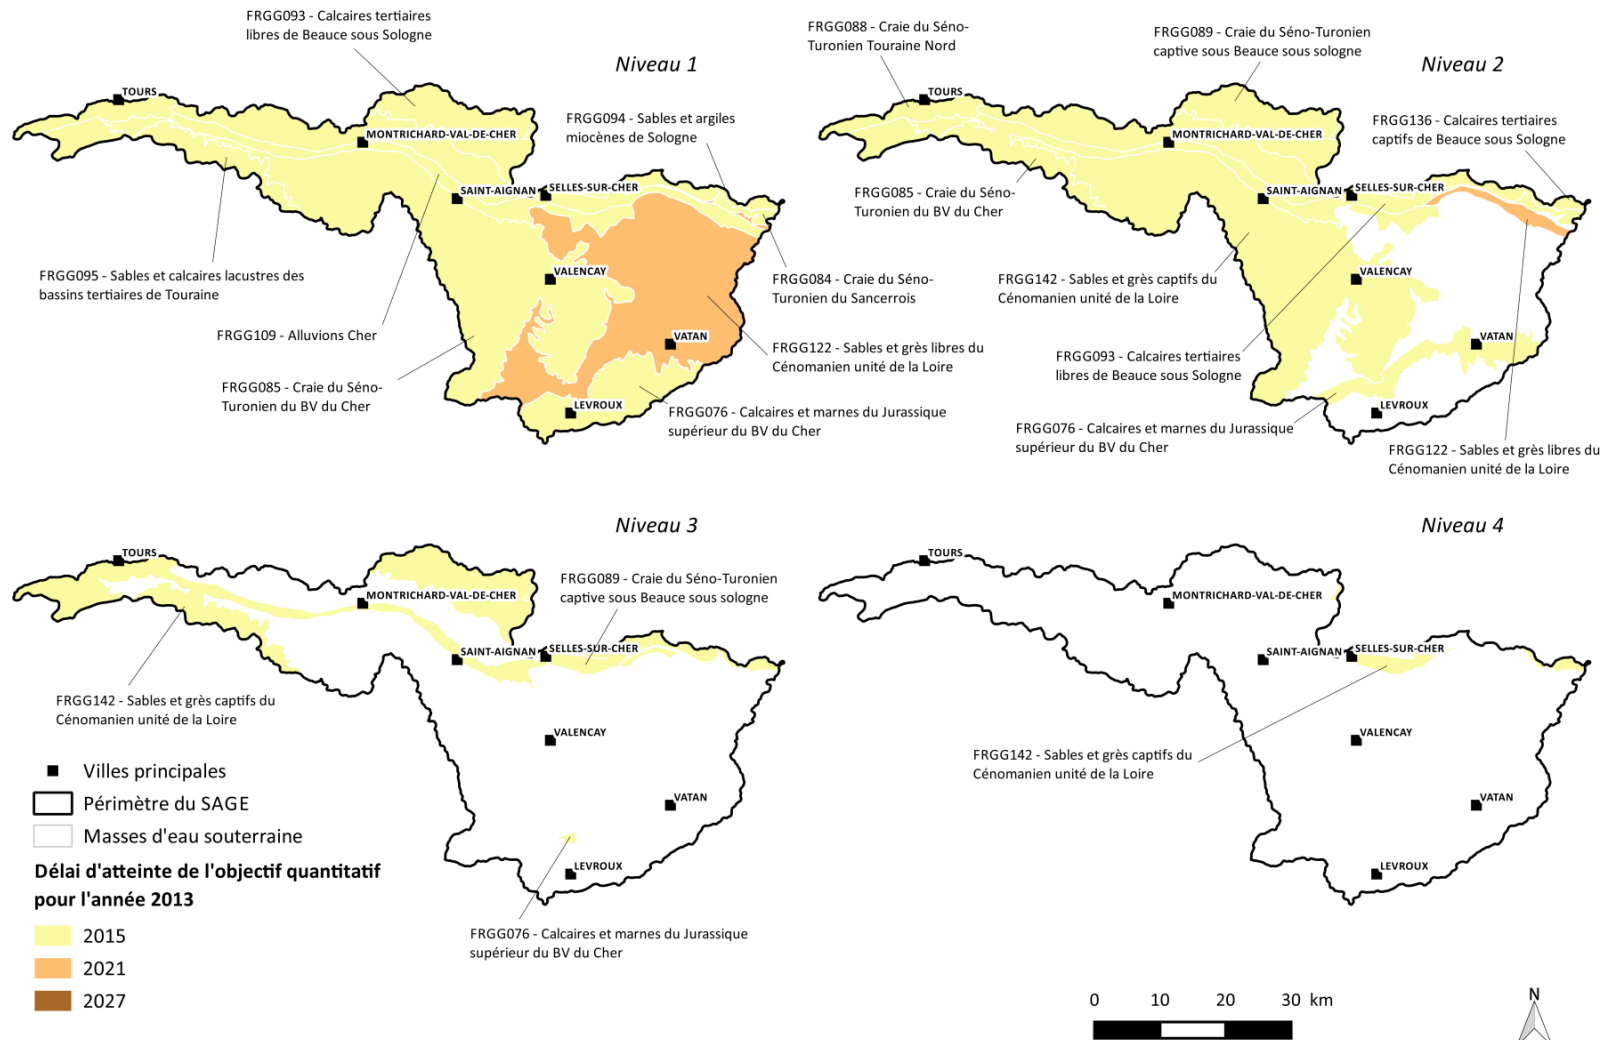 FRGG093 - Calcaires tertiaires
libres de Beauce sous Sologne
Niveau 1
TOURS
MONTRICHARD-VAL-DE-CHER
FRGG094 - Sables et argiles
miocènes de Sologne
SAINT-AIGNAN
SELLES-SUR-CHER
FRGG095 - Sables et calcaires lacustres des
bassins tertiaires de Touraine
VALENCAY
FRGG084 - Craie du Séno-
Turonien du Sancerrois
FRGG109 - Alluvions Cher
VATAN
FRGG122 - Sables et grès libres du
Cénomanien unité de la Loire
FRGG085 - Craie du Séno-
Turonien du BV du Cher
LEVROUX
FRGG076 - Calcaires et marnes du Jurassique
supérieur du BV du Cher
FRGG088 - Craie du Séno-
Turonien Touraine Nord
FRGG089 - Craie du Séno-Turonien
captive sous Beauce sous sologne
Niveau 2
TOURS
MONTRICHARD-VAL-DE-CHER
FRGG136 - Calcaires tertiaires
captifs de Beauce sous Sologne
FRGG085 - Craie du Séno-
Turonien du BV du Cher
SAINT-AIGNAN
SELLES-SUR-CHER
FRGG142 - Sables et grès captifs du
Cénomanien unité de la Loire
VALENCAY
VATAN
FRGG093 - Calcaires tertiaires
libres de Beauce sous Sologne
LEVROUX
FRGG076 - Calcaires et marnes du Jurassique
supérieur du BV du Cher
FRGG122 - Sables et grès libres du
Cénomanien unité de la Loire
Niveau 3
TOURS
FRGG089 - Craie du Séno-Turonien
captive sous Beauce sous sologne
MONTRICHARD-VAL-DE-CHER
SAINT-AIGNAN
SELLES-SUR-CHER
FRGG142 - Sables et grès captifs du
Cénomanien unité de la Loire
VALENCAY
VATAN
LEVROUX
FRGG076 - Calcaires et marnes du Jurassique
supérieur du BV du Cher
Niveau 4
TOURS
MONTRICHARD-VAL-DE-CHER
SAINT-AIGNAN
SELLES-SUR-CHER
FRGG142 - Sables et grès captifs du
Cénomanien unité de la Loire
VALENCAY
VATAN
LEVROUX
Villes principales
Périmètre du SAGE
Masses d'eau souterraine
Délai d'atteinte de l'objectif quantitatif
pour l'année 2013
2015
2021
2027
0 10 20 30 km
N